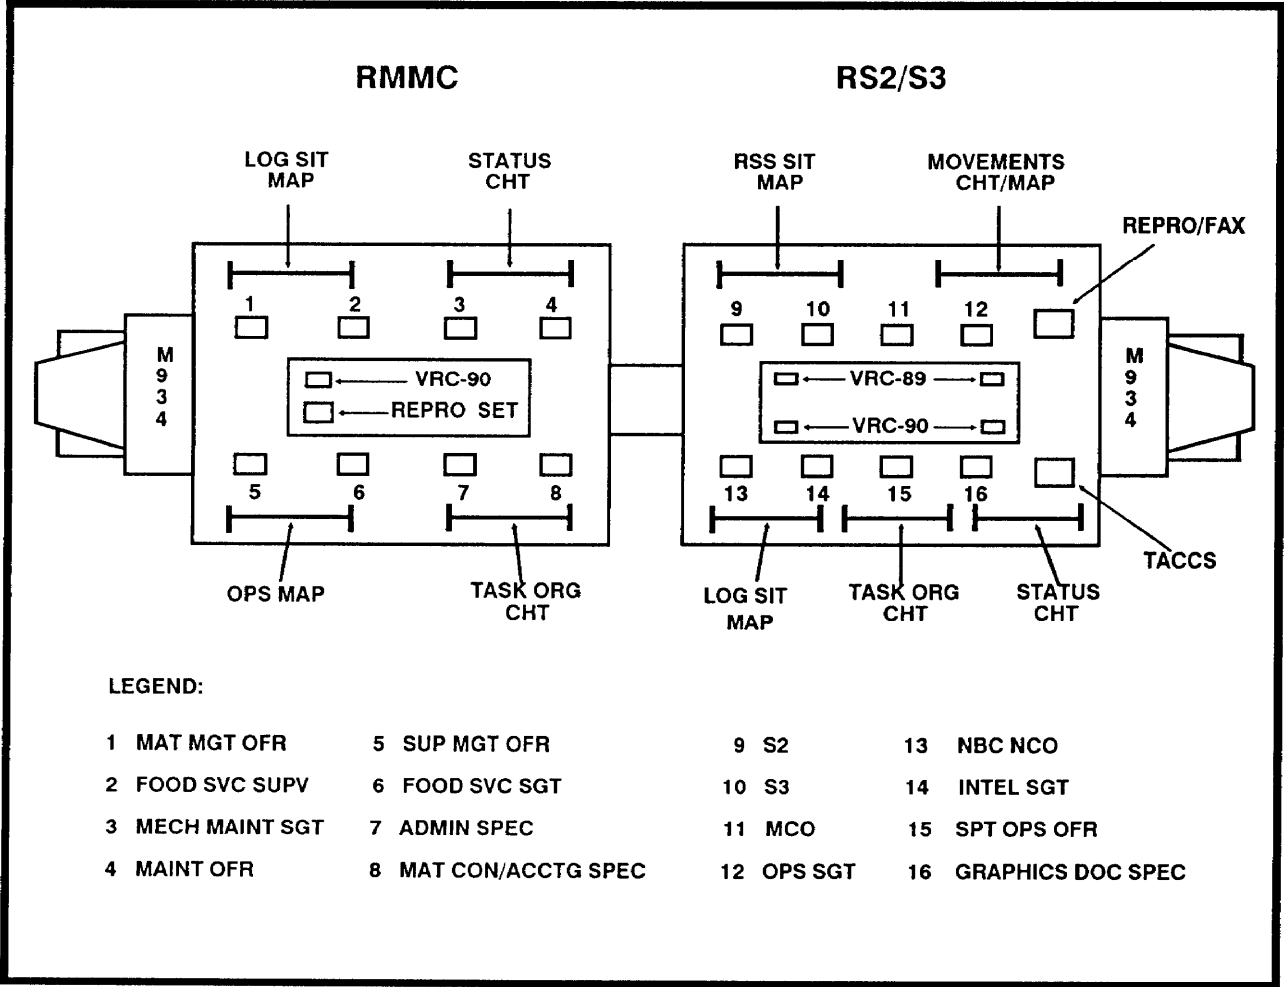 RMMC
RS2/S3
LOG SIT
MAP
STATUS
CHT
RSS SIT
MAP
MOVEMENTS
CHT/MAP
REPRO/FAX
1 2 3 4
9 10 11 12
M
9
3
4
VRC-90
REPRO SET
VRC-89
VRC-90
M
9
3
4
5 6 7 8
13 14 15 16
OPS MAP
TASK ORG
CHT
LOG SIT
MAP
TASK ORG
CHT
STATUS
CHT
TACCS
LEGEND:
1 MAT MGT OFR
2 FOOD SVC SUPV
3 MECH MAINT SGT
4 MAINT OFR
5 SUP MGT OFR
6 FOOD SVC SGT
7 ADMIN SPEC
8 MAT CON/ACCTG SPEC
9 S2
10 S3
11 MCO
12 OPS SGT
13 NBC NCO
14 INTEL SGT
15 SPT OPS OFR
16 GRAPHICS DOC SPEC